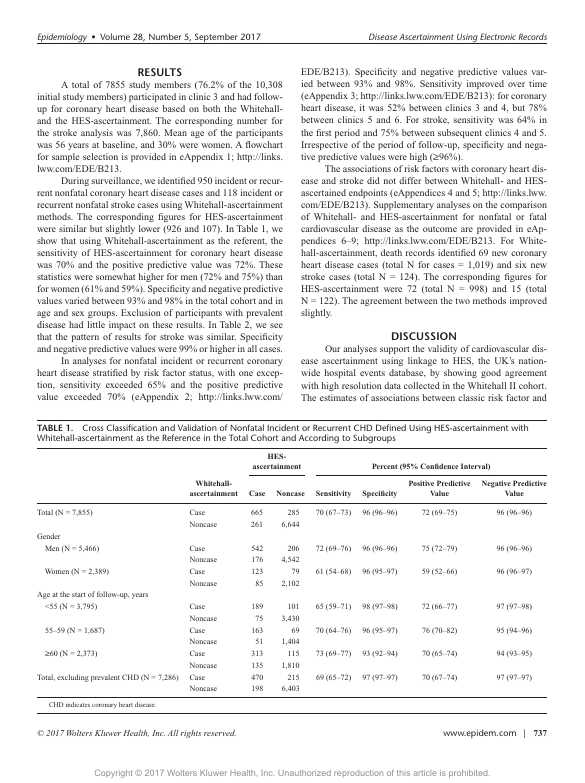 Epidemiology • Volume 28, Number 5, September 2017
Disease Ascertainment Using Electronic Records
RESULTS
A total of 7855 study members (76.2% of the 10,308
initial study members) participated in clinic 3 and had follow-
up for coronary heart disease based on both the Whitehall-
and the HES-ascertainment. The corresponding number for
the stroke analysis was 7,860. Mean age of the participants
was 56 years at baseline, and 30% were women. A flowchart
for sample selection is provided in eAppendix 1; http://links.
lww.com/EDE/B213.
During surveillance, we identified 950 incident or recur-
rent nonfatal coronary heart disease cases and 118 incident or
recurrent nonfatal stroke cases using Whitehall-ascertainment
methods. The corresponding figures for HES-ascertainment
were similar but slightly lower (926 and 107). In Table 1, we
show that using Whitehall-ascertainment as the referent, the
sensitivity of HES-ascertainment for coronary heart disease
was 70% and the positive predictive value was 72%. These
statistics were somewhat higher for men (72% and 75%) than
for women (61% and 59%). Specificity and negative predictive
values varied between 93% and 98% in the total cohort and in
age and sex groups. Exclusion of participants with prevalent
disease had little impact on these results. In Table 2, we see
that the pattern of results for stroke was similar. Specificity
and negative predictive values were 99% or higher in all cases.
In analyses for nonfatal incident or recurrent coronary
heart disease stratified by risk factor status, with one excep-
tion, sensitivity exceeded 65% and the positive predictive
value exceeded 70% (eAppendix 2; http://links.lww.com/
EDE/B213). Specificity and negative predictive values var-
ied between 93% and 98%. Sensitivity improved over time
(eAppendix 3; http://links.lww.com/EDE/B213): for coronary
heart disease, it was 52% between clinics 3 and 4, but 78%
between clinics 5 and 6. For stroke, sensitivity was 64% in
the first period and 75% between subsequent clinics 4 and 5.
Irrespective of the period of follow-up, specificity and nega-
tive predictive values were high (≥96%).
The associations of risk factors with coronary heart dis-
ease and stroke did not differ between Whitehall- and HES-
ascertained endpoints (eAppendices 4 and 5; http://links.lww.
com/EDE/B213). Supplementary analyses on the comparison
of Whitehall- and HES-ascertainment for nonfatal or fatal
cardiovascular disease as the outcome are provided in eAp-
pendices 6–9; http://links.lww.com/EDE/B213. For White-
hall-ascertainment, death records identified 69 new coronary
heart disease cases (total N for cases = 1,019) and six new
stroke cases (total N = 124). The corresponding figures for
HES-ascertainment were 72 (total N = 998) and 15 (total
N = 122). The agreement between the two methods improved
slightly.
DISCUSSION
Our analyses support the validity of cardiovascular dis-
ease ascertainment using linkage to HES, the UK's nation-
wide hospital events database, by showing good agreement
with high resolution data collected in the Whitehall II cohort.
The estimates of associations between classic risk factor and
TABLE 1. Cross Classification and Validation of Nonfatal Incident or Recurrent CHD Defined Using HES-ascertainment with
Whitehall-ascertainment as the Reference in the Total Cohort and According to Subgroups
HES-
ascertainment Percent (95% Confidence Interval)
Whitehall-
ascertainment Case Noncase Sensitivity Specificity Positive Predictive Value Negative Predictive Value
Total (N = 7,855) Case 665 285 70 (67–73) 96 (96–96) 72 (69–75) 96 (96–96)
Noncase 261 6,644
Gender
Men (N = 5,466) Case 542 206 72 (69–76) 96 (96–96) 75 (72–79) 96 (96–96)
Noncase 176 4,542
Women (N = 2,389) Case 123 79 61 (54–68) 96 (95–97) 59 (52–66) 96 (96–97)
Noncase 85 2,102
Age at the start of follow-up, years
<55 (N = 3,795) Case 189 101 65 (59–71) 98 (97–98) 72 (66–77) 97 (97–98)
Noncase 75 3,430
55–59 (N = 1,687) Case 163 69 70 (64–76) 96 (95–97) 76 (70–82) 95 (94–96)
Noncase 51 1,404
≥60 (N = 2,373) Case 313 115 73 (69–77) 93 (92–94) 70 (65–74) 94 (93–95)
Noncase 135 1,810
Total, excluding prevalent CHD (N = 7,286) Case 470 215 69 (65–72) 97 (97–97) 70 (67–74) 97 (97–97)
Noncase 198 6,403
CHD indicates coronary heart disease.
© 2017 Wolters Kluwer Health, Inc. All rights reserved.
www.epidem.com | 737
Copyright © 2017 Wolters Kluwer Health, Inc. Unauthorized reproduction of this article is prohibited.